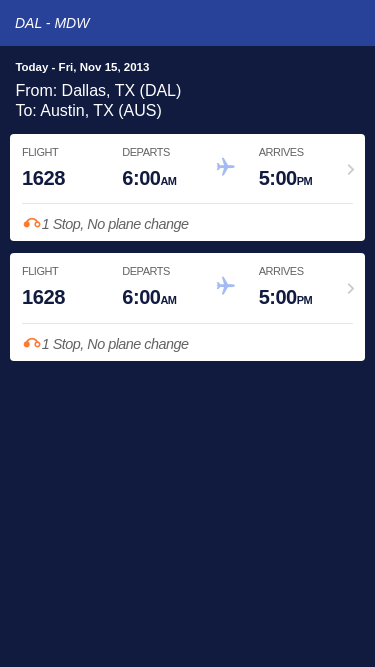 DAL - MDW
Today - Fri, Nov 15, 2013
From: Dallas, TX (DAL)
To: Austin, TX (AUS)
FLIGHT DEPARTS ARRIVES
1628 6:00AM 5:00PM
1 Stop, No plane change
FLIGHT DEPARTS ARRIVES
1628 6:00AM 5:00PM
1 Stop, No plane change